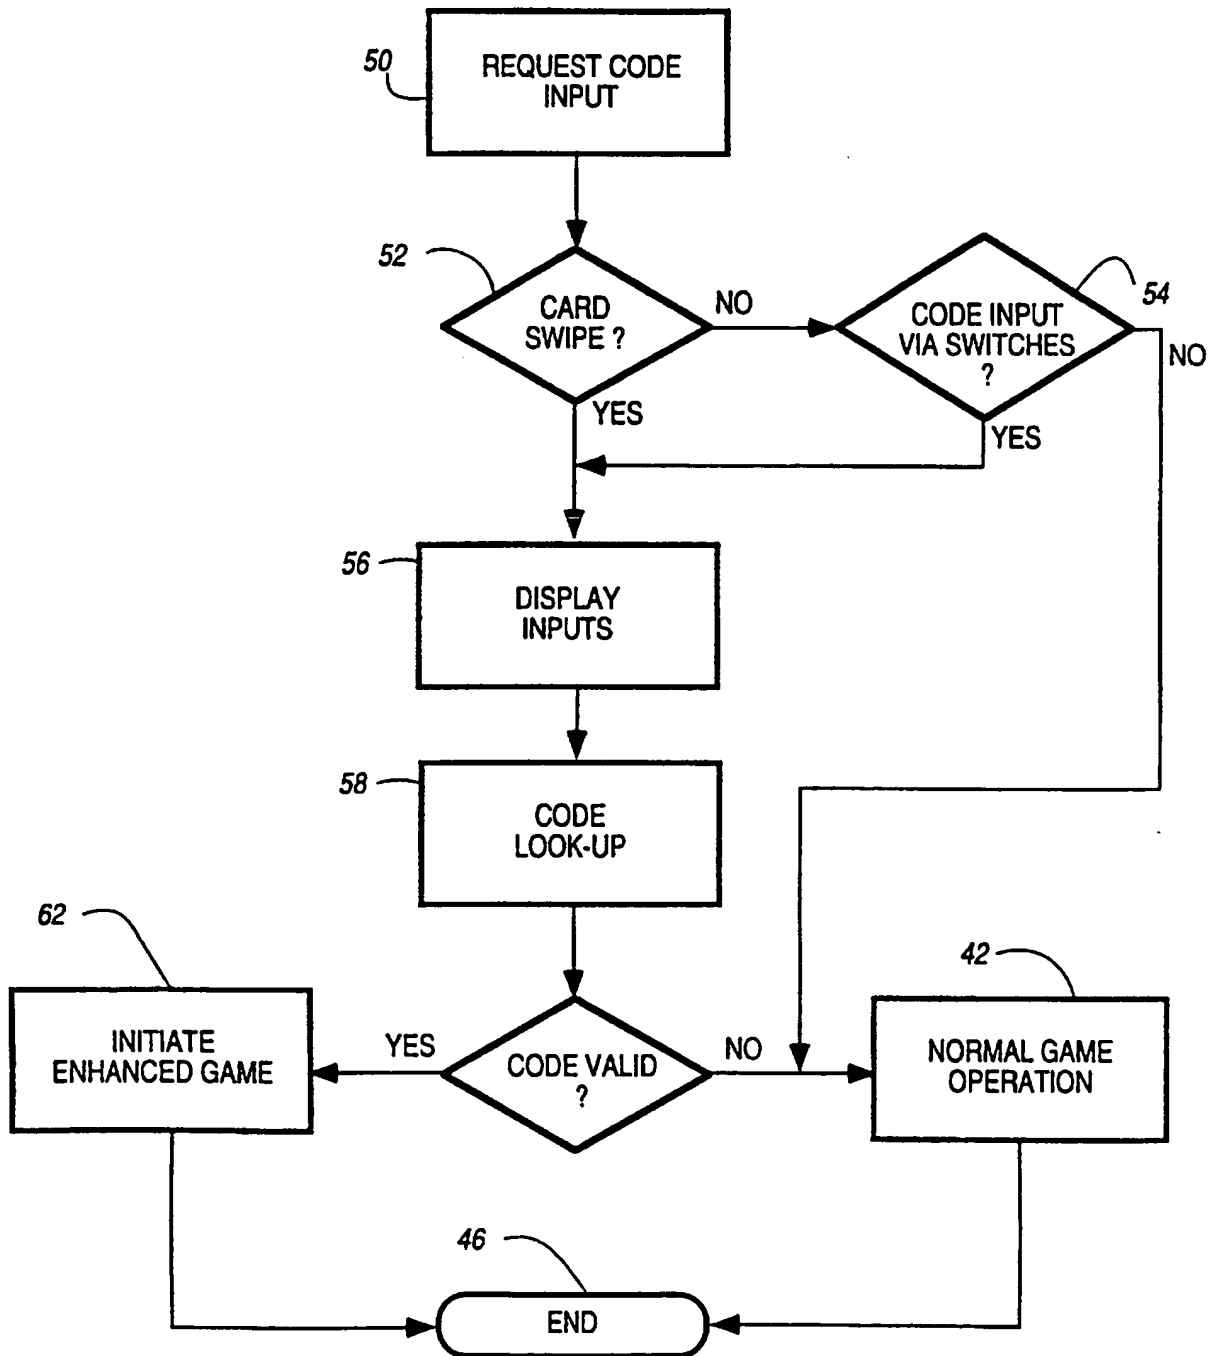 50
REQUEST CODE
INPUT
52
CARD
SWIPE ?
NO
54
CODE INPUT
VIA SWITCHES
?
NO
YES
YES
56
DISPLAY
INPUTS
58
CODE
LOOK-UP
62
INITIATE
ENHANCED GAME
YES
CODE VALID
?
NO
42
NORMAL GAME
OPERATION
46
END